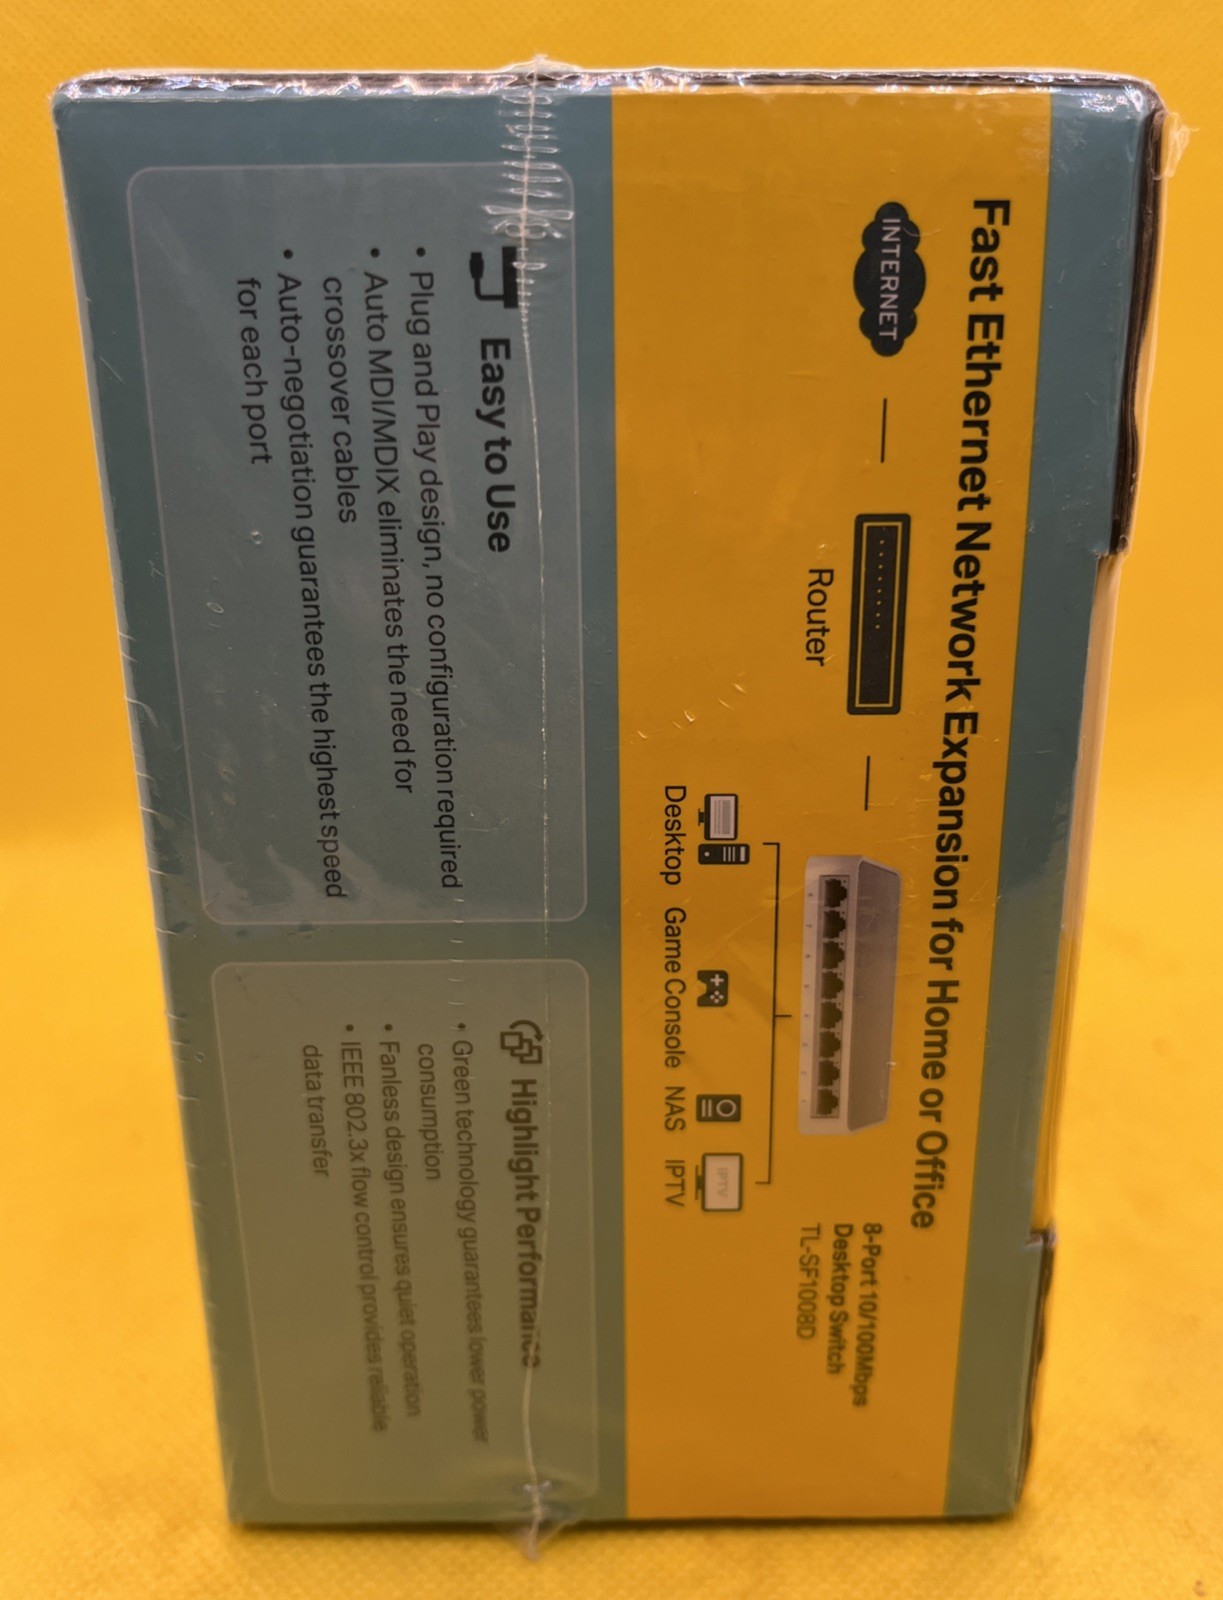 Fast Ethernet Network Expansion for Home or Office
INTERNET
Router
8-Port 10/100Mbps
Desktop Switch
TL-SF1008D
Desktop
Game Console
NAS
IPTV
IPTV
Easy to Use
• Plug and Play design, no configuration required
• Auto MDI/MDIX eliminates the need for
crossover cables
• Auto-negotiation guarantees the highest speed
for each port
Highlight Performance
• Green technology guarantees lower power
consumption
• Fanless design ensures quiet operation
• IEEE 802.3x flow control provides reliable
data transfer